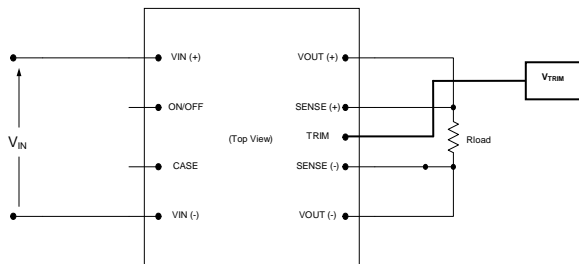 VIN (+)
VOUT (+)
VTRIM
ON/OFF
SENSE (+)
VIN
(Top View)
TRIM
Rload
CASE
SENSE (-)
VIN (-)
VOUT (-)